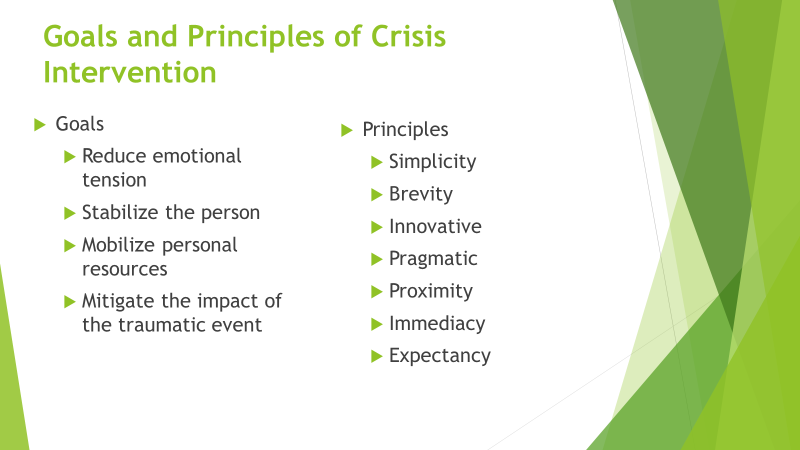 Goals and Principles of Crisis
Intervention
Goals
Reduce emotional
tension
Stabilize the person
Mobilize personal
resources
Mitigate the impact of
the traumatic event
Principles
Simplicity
Brevity
Innovative
Pragmatic
Proximity
Immediacy
Expectancy